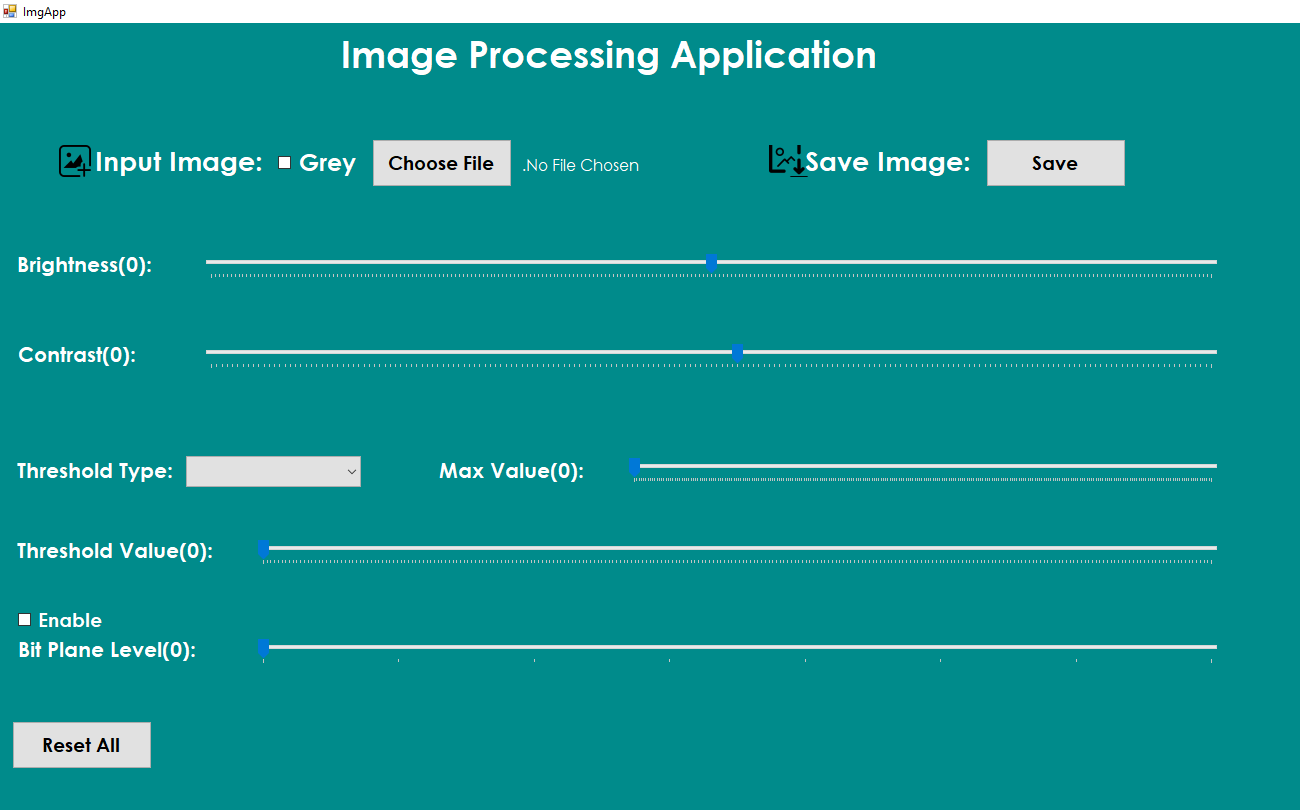 ImgApp
Image Processing Application
Input Image: Grey Choose File .No File Chosen Save Image: Save
Brightness(0):
Contrast(0):
Threshold Type: Max Value(0):
Threshold Value(0):
Enable
Bit Plane Level(0):
Reset All